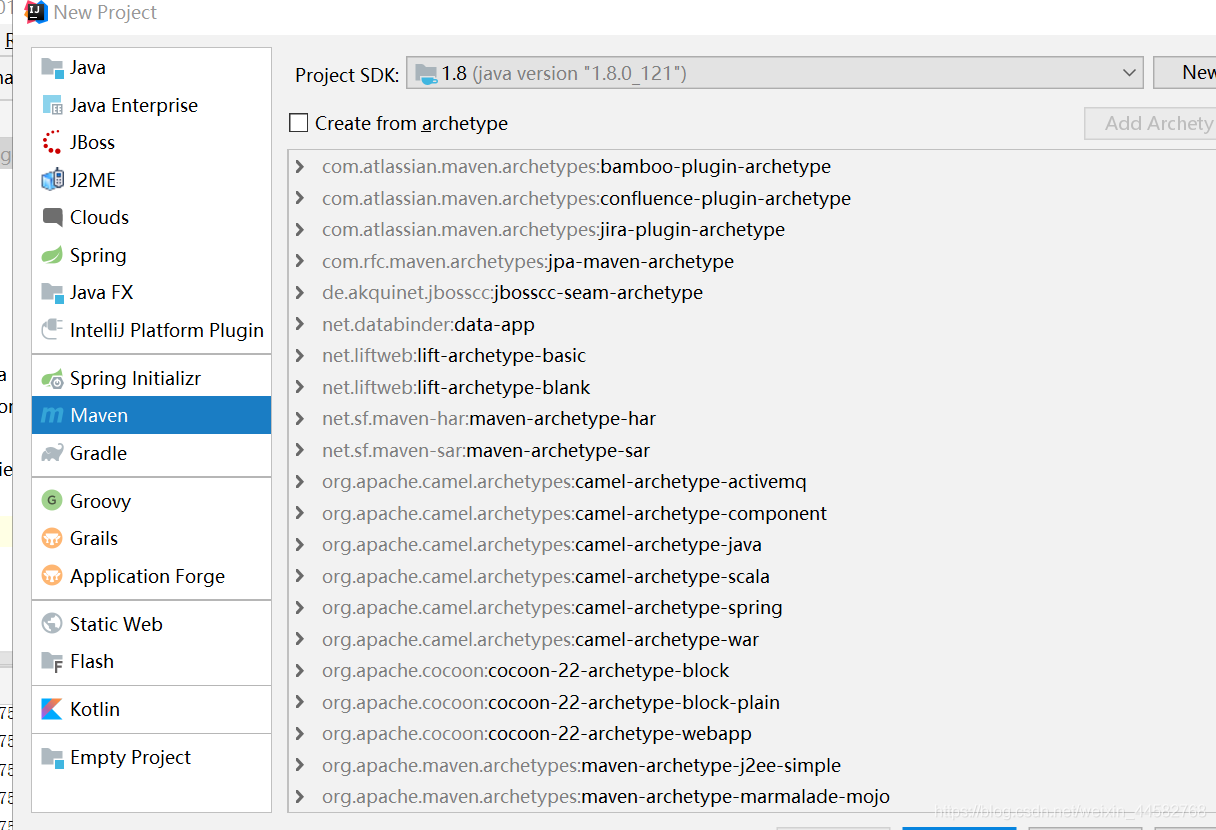 New Project
Java
Java Enterprise
JBoss
J2ME
Clouds
Spring
Java FX
IntelliJ Platform Plugin
Spring Initializr
Maven
Gradle
Groovy
Grails
Application Forge
Static Web
Flash
Kotlin
Empty Project
Project SDK: 1.8 (java version "1.8.0_121") New
Create from archetype Add Archety
com.atlassian.maven.archetypes:bamboo-plugin-archetype
com.atlassian.maven.archetypes:confluence-plugin-archetype
com.atlassian.maven.archetypes:jira-plugin-archetype
com.rfc.maven.archetypes:jpa-maven-archetype
de.akquinet.jbosscc:jbosscc-seam-archetype
net.databinder:data-app
net.liftweb:lift-archetype-basic
net.liftweb:lift-archetype-blank
net.sf.maven-har:maven-archetype-har
net.sf.maven-sar:maven-archetype-sar
org.apache.camel.archetypes:camel-archetype-activemq
org.apache.camel.archetypes:camel-archetype-component
org.apache.camel.archetypes:camel-archetype-java
org.apache.camel.archetypes:camel-archetype-scala
org.apache.camel.archetypes:camel-archetype-spring
org.apache.camel.archetypes:camel-archetype-war
org.apache.cocoon:cocoon-22-archetype-block
org.apache.cocoon:cocoon-22-archetype-block-plain
org.apache.cocoon:cocoon-22-archetype-webapp
org.apache.maven.archetypes:maven-archetype-j2ee-simple
org.apache.maven.archetypes:maven-archetype-marmalade-mojo
https://blog.csdn.net/weixin_44582768